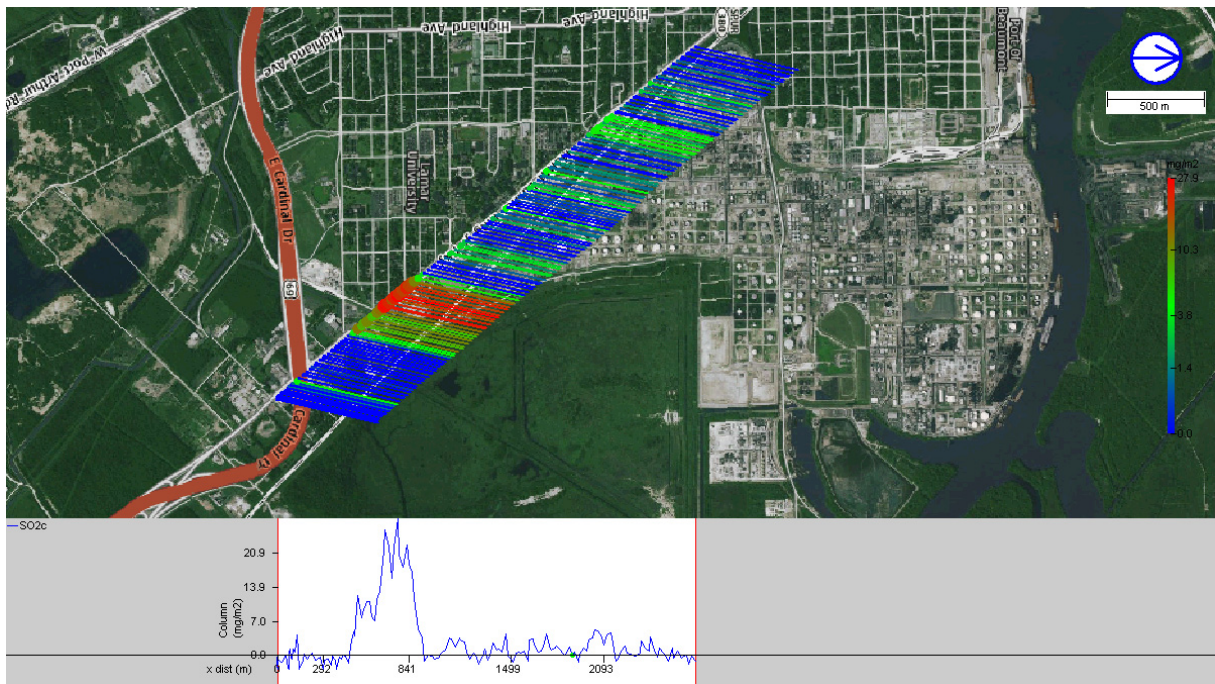 Highland Ave
Highland Ave
Highland Ave
W Port Arthur Rd
SPUR
380
Port Of
Beaumont
500 m
E Cardinal Dr
Lamar
University
69
Cardinal Dr
mg/m2
27.9
10.3
3.8
1.4
0.0
SO2c
20.9
13.9
7.0
0.0
Column
(mg/m2)
x dist (m)
0
292
841
1499
2093